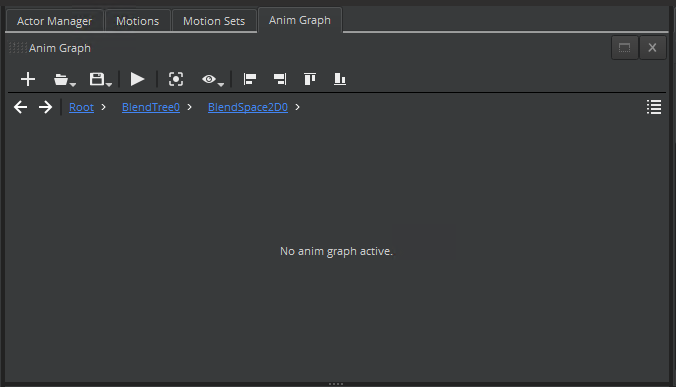 Actor Manager Motions Motion Sets Anim Graph
Anim Graph
Root > BlendTree0 > BlendSpace2D0 >
No anim graph active.